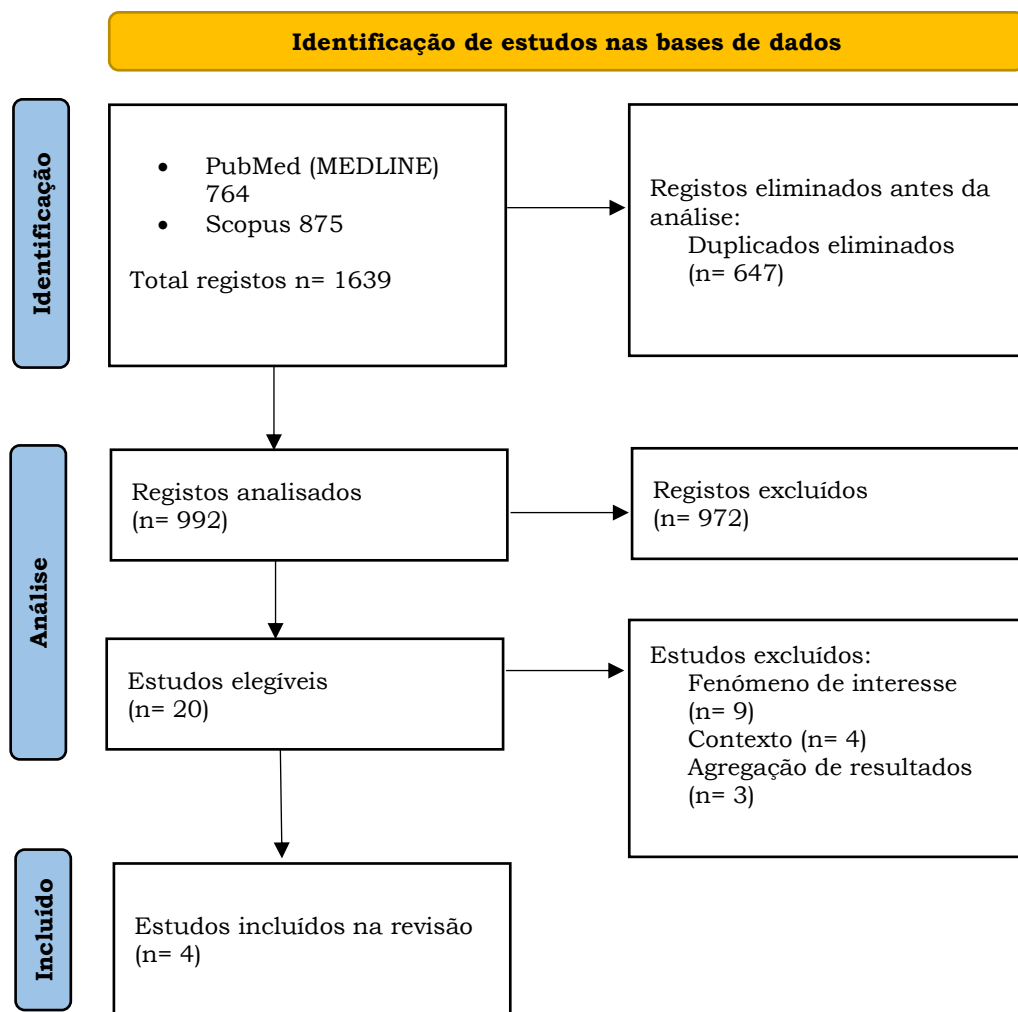 Identificação de estudos nas bases de dados
Identificação
• PubMed (MEDLINE)
764
• Scopus 875
Total registos n= 1639
Registos eliminados antes da
análise:
Duplicados eliminados
(n= 647)
Análise
Registos analisados
(n= 992)
Registos excluídos
(n= 972)
Estudos elegíveis
(n= 20)
Estudos excluídos:
Fenómeno de interesse
(n= 9)
Contexto (n= 4)
Agregação de resultados
(n= 3)
Incluído
Estudos incluídos na revisão
(n= 4)